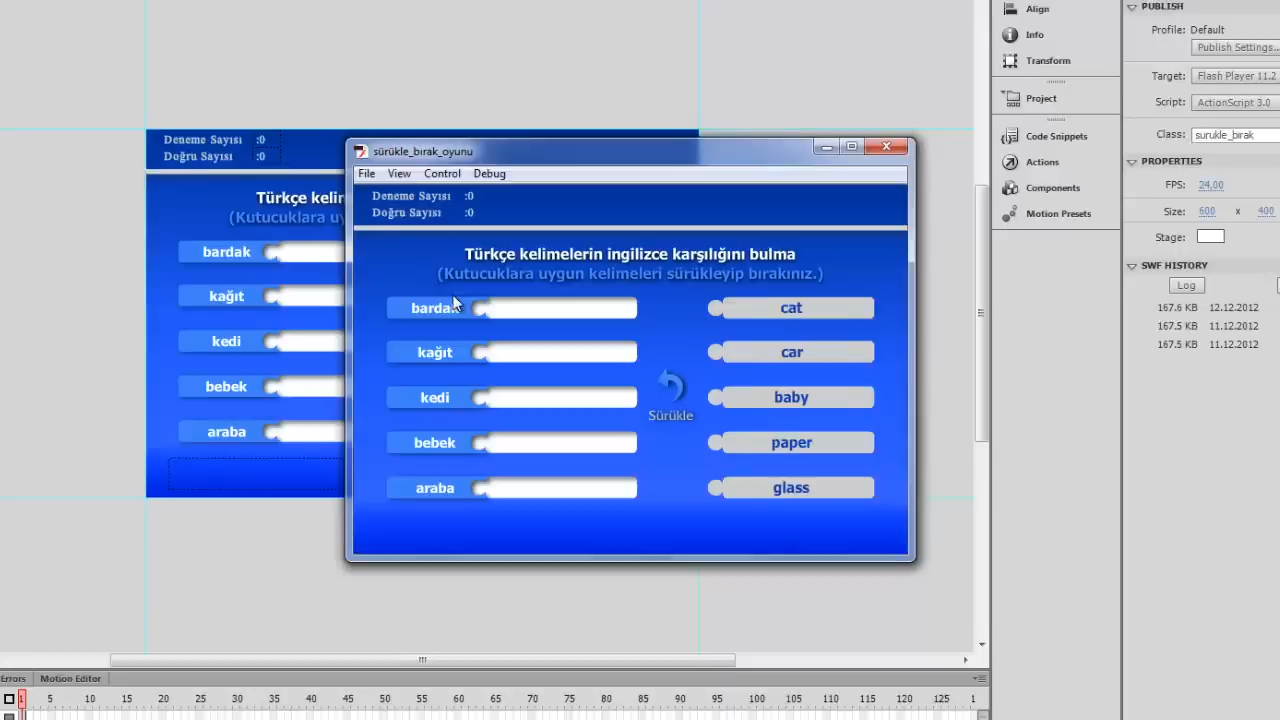 Align
Info
Transform
Project
Code Snippets
Actions
Components
Motion Presets
PUBLISH
Profile: Default
Publish Settings...
Target: Flash Player 11.2
Script: ActionScript 3.0
Class: surukle_birak
PROPERTIES
FPS: 24,00
Size: 600 x 400
Stage:
SWF HISTORY
Log
167.6 KB 12.12.2012
167.5 KB 11.12.2012
167.5 KB 11.12.2012
Deneme Sayısı :0
Doğru Sayısı :0
Türkçe kelin
(Kutucuklara uy
bardak
kağıt
kedi
bebek
araba
sürükle_bırak_oyunu
File View Control Debug
Deneme Sayısı :0
Doğru Sayısı :0
Türkçe kelimelerin ingilizce karşılığını bulma
(Kutucuklara uygun kelimeleri sürükleyip bırakınız.)
bardak cat
kağıt car
kedi baby
Sürükle
bebek paper
araba glass
Errors Motion Editor
1 5 10 15 20 25 30 35 40 45 50 55 60 65 70 75 80 85 90 95 100 105 110 115 120 125 1